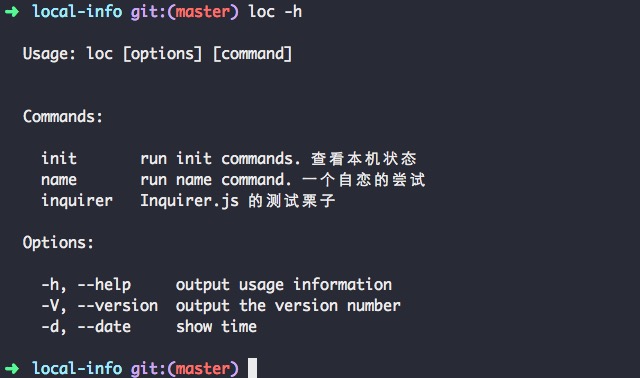 ➜ local-info git:(master) loc -h
Usage: loc [options] [command]
Commands:
init run init commands. 查看本机状态
name run name command. 一个自恋的尝试
inquirer Inquirer.js 的测试栗子
Options:
-h, --help output usage information
-V, --version output the version number
-d, --date show time
➜ local-info git:(master)